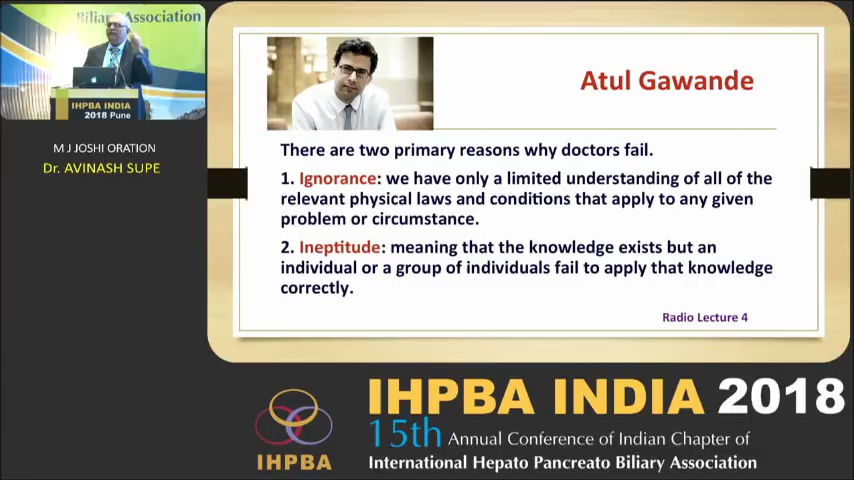 Biliary Association
IHPBA INDIA
2018 Pune
M J JOSHI ORATION
Dr. AVINASH SUPE
Atul Gawande
There are two primary reasons why doctors fail.
1. Ignorance: we have only a limited understanding of all of the
relevant physical laws and conditions that apply to any given
problem or circumstance.
2. Ineptitude: meaning that the knowledge exists but an
individual or a group of individuals fail to apply that knowledge
correctly.
Radio Lecture 4
IHPBA
IHPBA INDIA 2018
15th Annual Conference of Indian Chapter of
International Hepato Pancreato Biliary Association